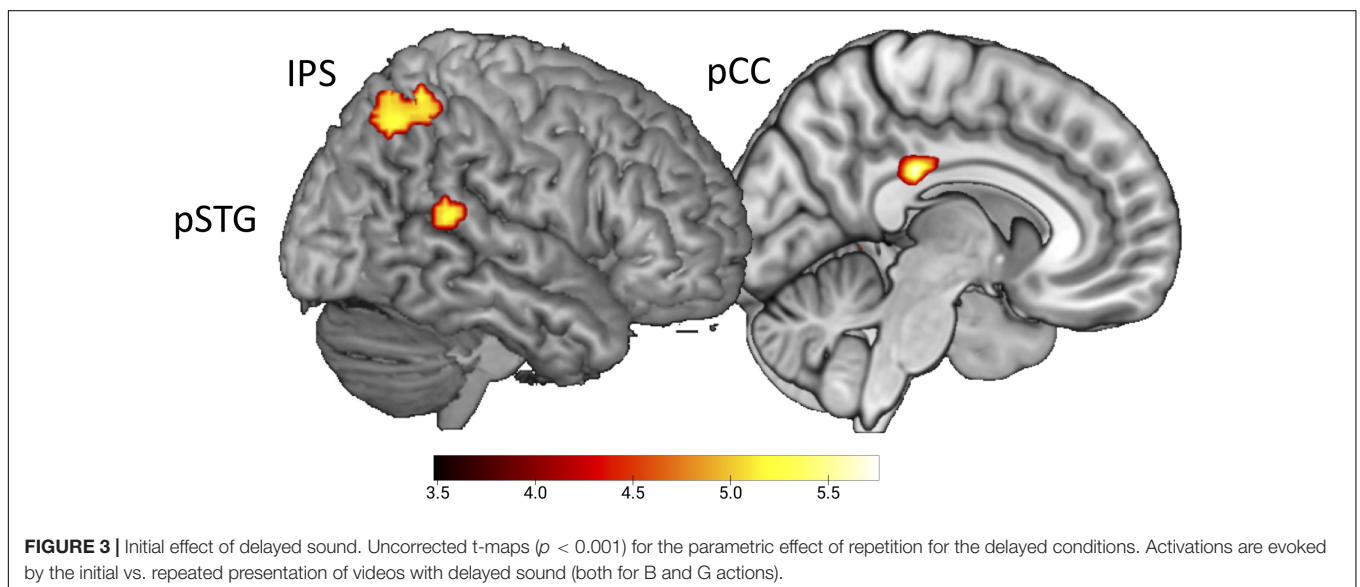 IPS
pCC
pSTG
3.5 4.0 4.5 5.0 5.5
FIGURE 3 | Initial effect of delayed sound. Uncorrected t-maps (p < 0.001) for the parametric effect of repetition for the delayed conditions. Activations are evoked
by the initial vs. repeated presentation of videos with delayed sound (both for B and G actions).